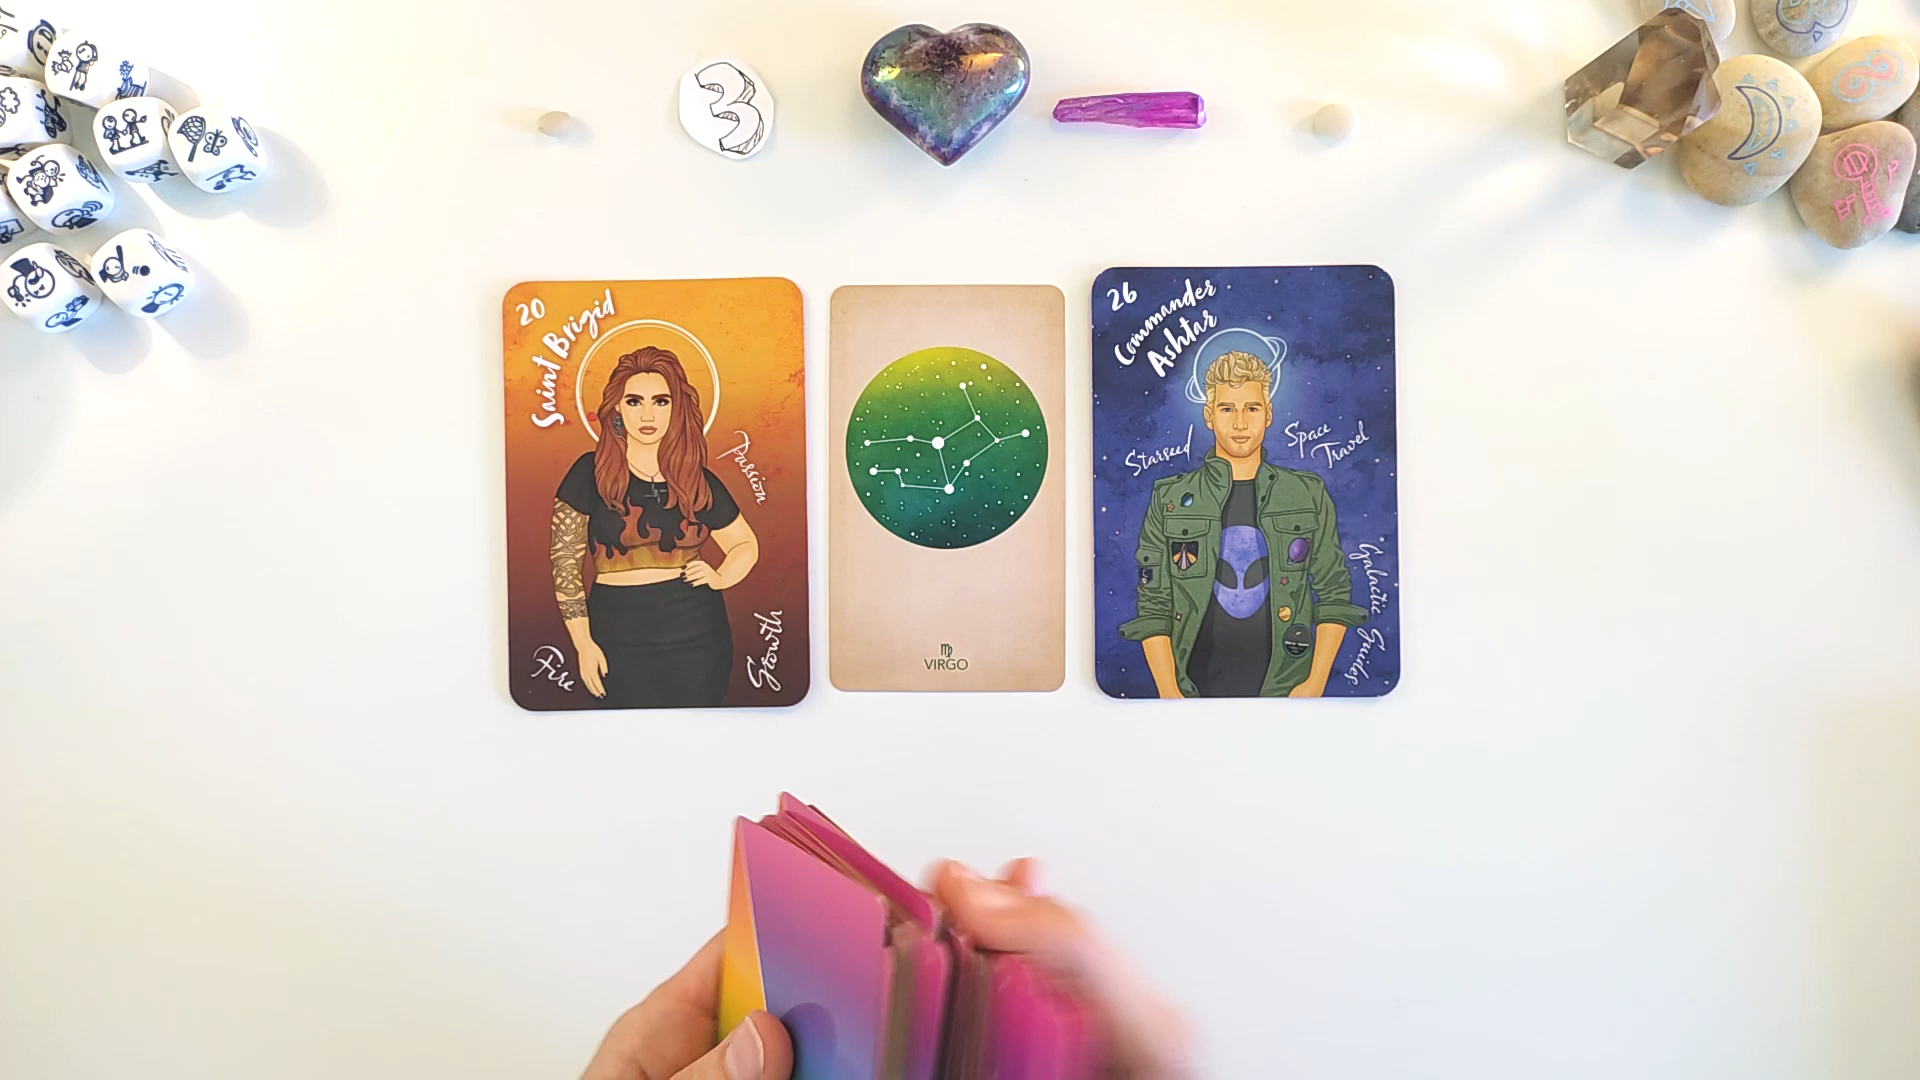 3
20
Saint Brigid
Passion
Fire
Growth
♍
VIRGO
26
Commander
Ashtar
Starseed
Space
Travel
Galactic Guides